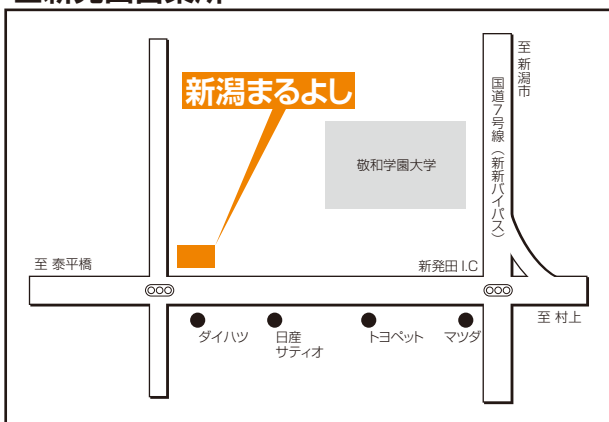 新潟まるよし
敬和学園大学
至 新潟市
国道7号線（新新バイパス）
至 泰平橋
新発田 I.C
至 村上
ダイハツ
日産
サティオ
トヨペット
マツダ